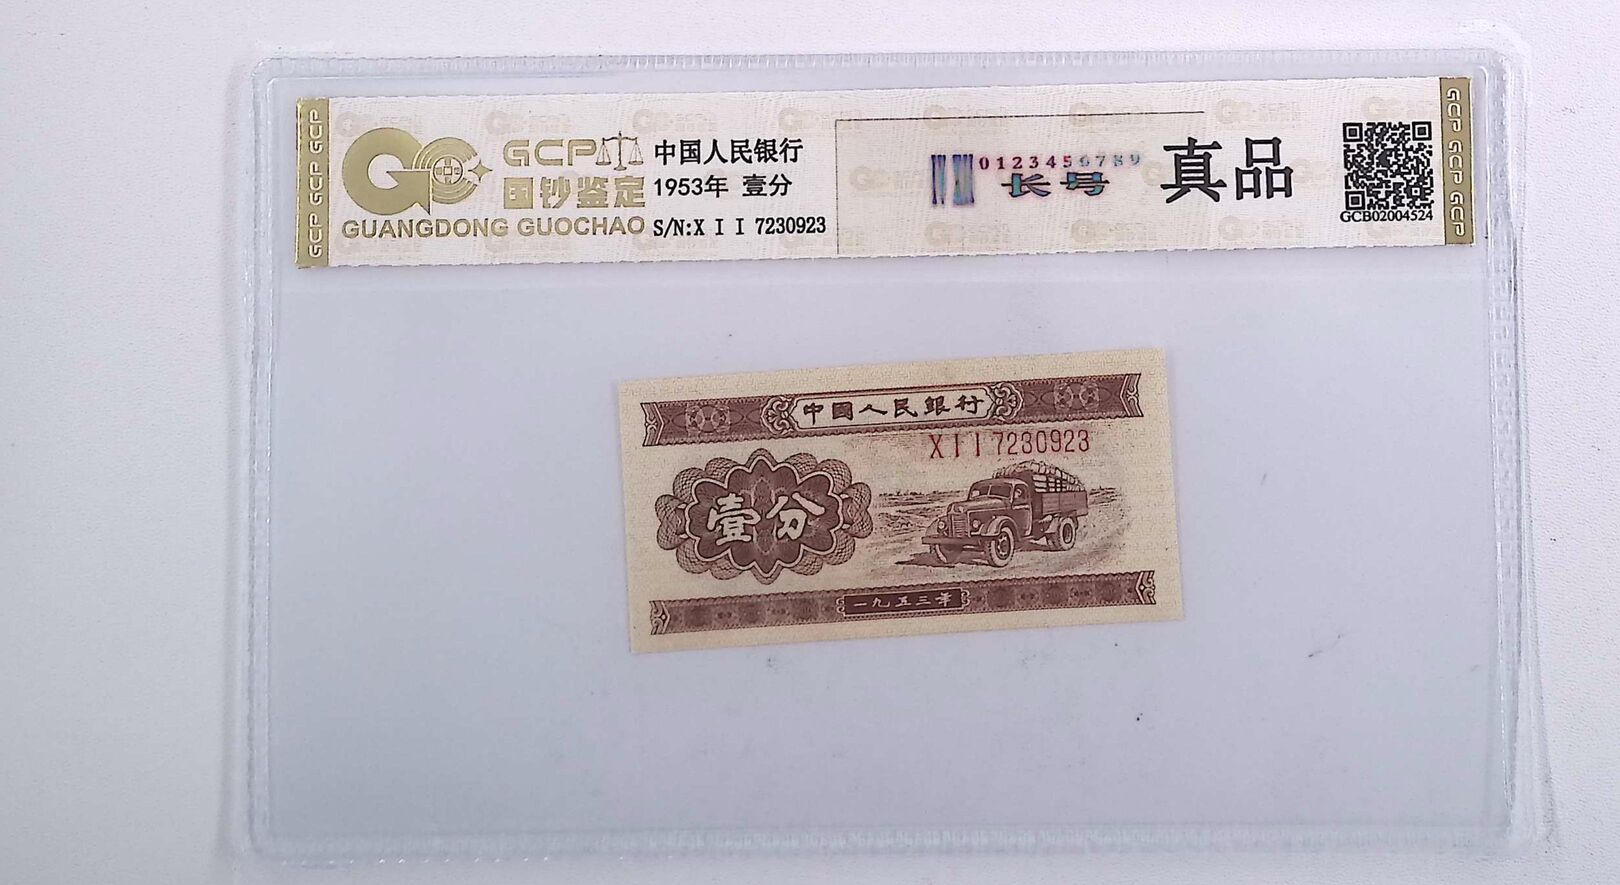 GCP
国钞鉴定
GUANGDONG GUOCHAO
中国人民银行
1953年 壹分
S/N:X I I 7230923
0123456789
长号
真品
GCB02004524
GCP GCP GCP
GCP GCP GCP
中國人民銀行
X I I 7230923
壹分
一九五三年